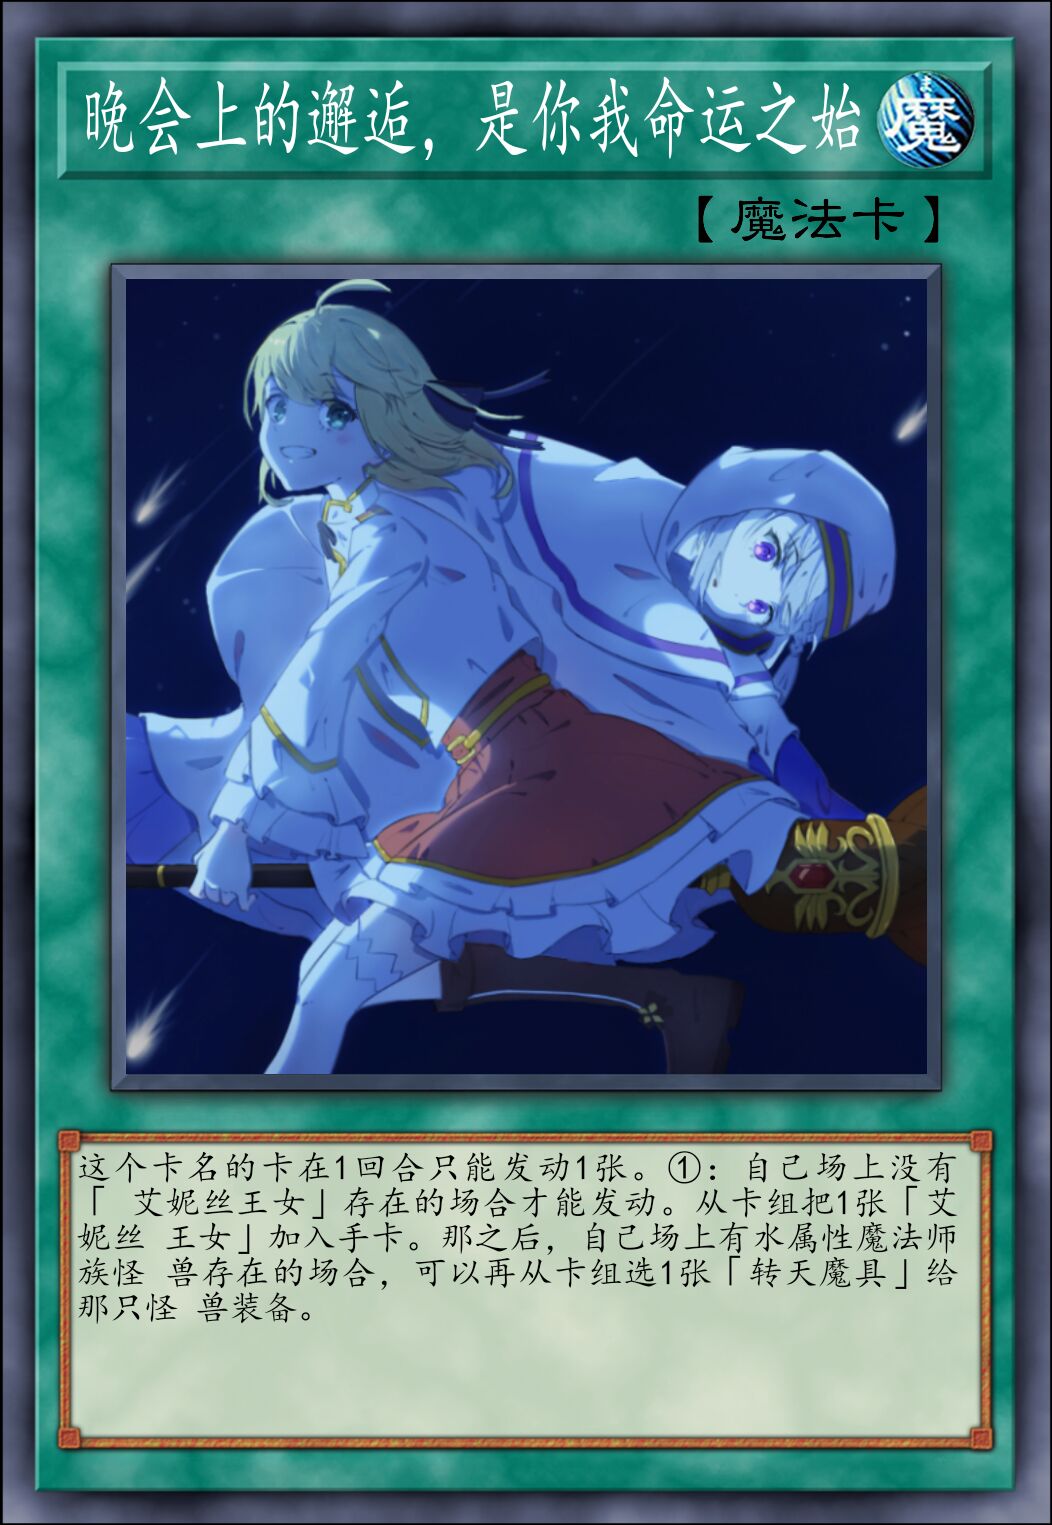 晚会上的邂逅，是你我命运之始
魔
【魔法卡】
这个卡名的卡在1回合只能发动1张。①：自己场上没有
「 艾妮丝王女」存在的场合才能发动。从卡组把1张「艾
妮丝 王女」加入手卡。那之后，自己场上有水属性魔法师
族怪 兽存在的场合，可以再从卡组选1张「转天魔具」给
那只怪 兽装备。